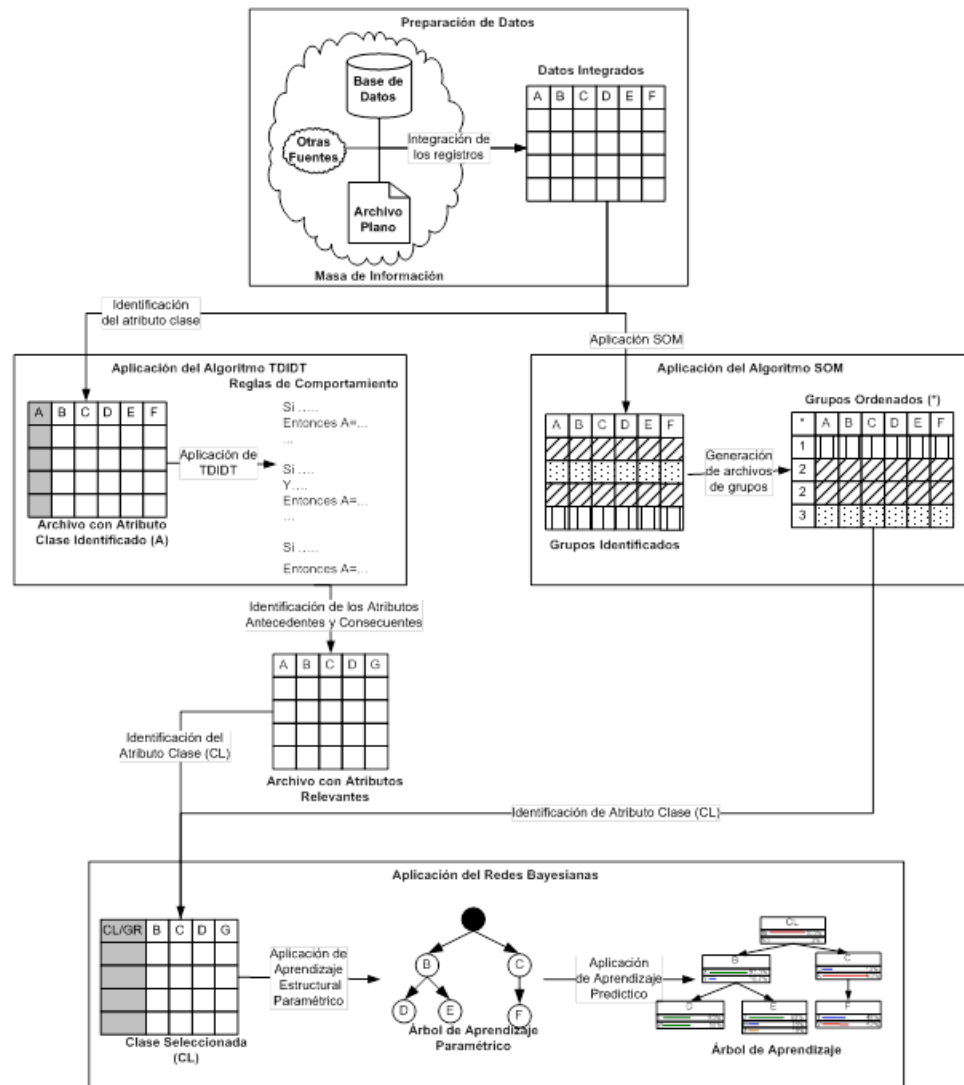 Preparación de Datos
Base de
Datos
Otras
Fuentes
Archivo
Plano
Masa de Información
Integración de
los registros
Datos Integrados
A B C D E F
Identificación
del atributo clase
Aplicación SOM
Aplicación del Algoritmo TDIDT
Reglas de Comportamiento
A B C D E F
Aplicación de
TDIDT
Si .....
Entonces A=...
...
Si ....
Y....
Entonces A=...
...
Si .....
Entonces A=...
Archivo con Atributo
Clase Identificado (A)
Aplicación del Algoritmo SOM
A B C D E F
Grupos Identificados
Generación
de archivos
de grupos
Grupos Ordenados (*)
* A B C D E F
1
2
2
3
Identificación de los Atributos
Antecedentes y Consecuentes
A B C D G
Archivo con Atributos
Relevantes
Identificación del
Atributo Clase (CL)
Identificación de Atributo Clase (CL)
Aplicación del Redes Bayesianas
CL/GR B C D G
Clase Seleccionada
(CL)
Aplicación de
Aprendizaje
Estructural
Paramétrico
B C
D E F
Árbol de Aprendizaje
Paramétrico
Aplicación
de Aprendizaje
Predictico
CL
B C
D E F
Árbol de Aprendizaje